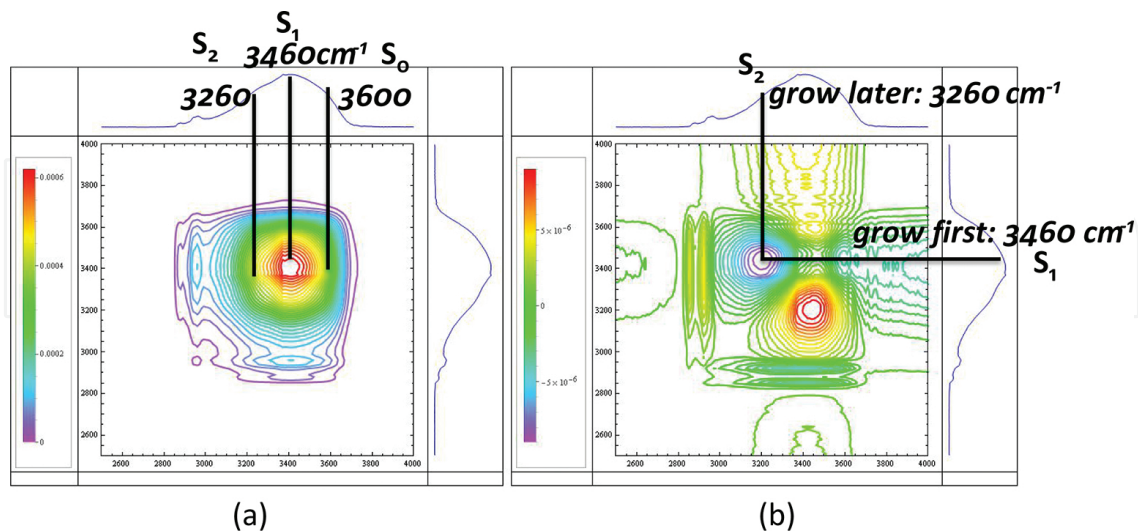 S₁
S₂ 3460cm⁻¹ S₀
3260 3600
0.0006
0.0004
0.0002
0
4000
3800
3600
3400
3200
3000
2800
2600
2600 2800 3000 3200 3400 3600 3800 4000
(a)
S₂
grow later: 3260 cm⁻¹
grow first: 3460 cm⁻¹
S₁
5×10⁻⁶
0
−5×10⁻⁶
4000
3800
3600
3400
3200
3000
2800
2600
2600 2800 3000 3200 3400 3600 3800 4000
(b)